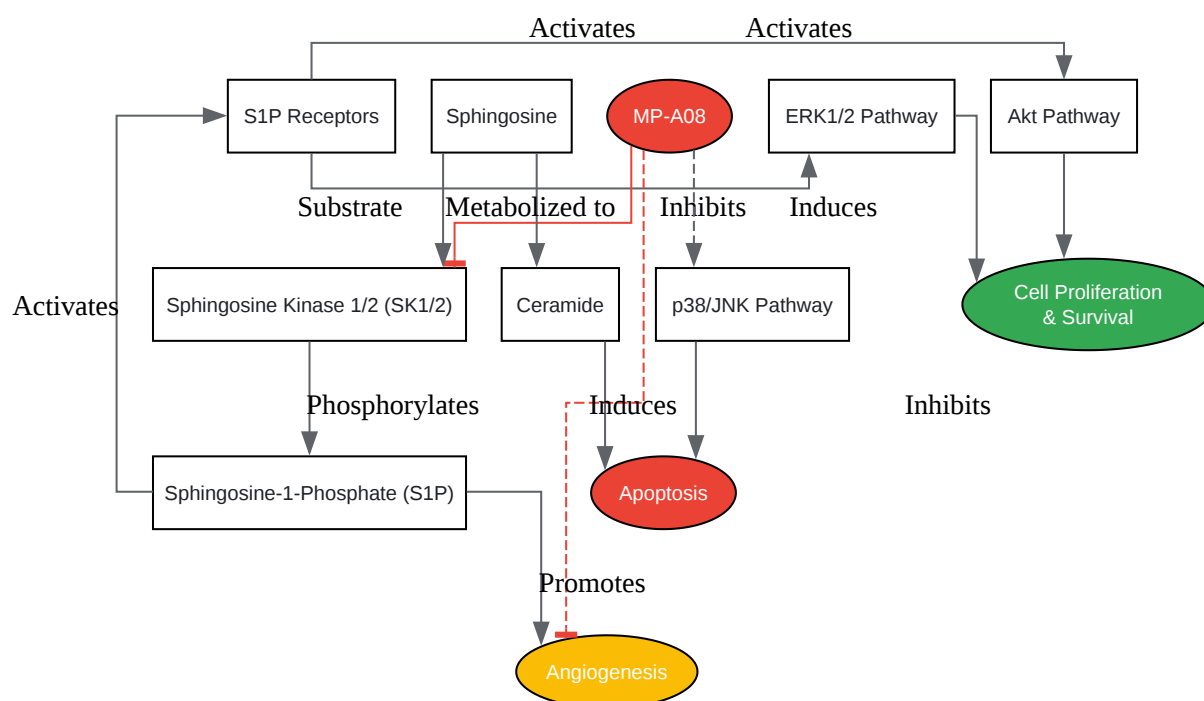 Activates
Activates
S1P Receptors
Sphingosine
MP-A08
ERK1/2 Pathway
Akt Pathway
Substrate
Metabolized to
Inhibits
Induces
Activates
Sphingosine Kinase 1/2 (SK1/2)
Ceramide
p38/JNK Pathway
Cell Proliferation
& Survival
Phosphorylates
Induces
Inhibits
Sphingosine-1-Phosphate (S1P)
Apoptosis
Promotes
Angiogenesis